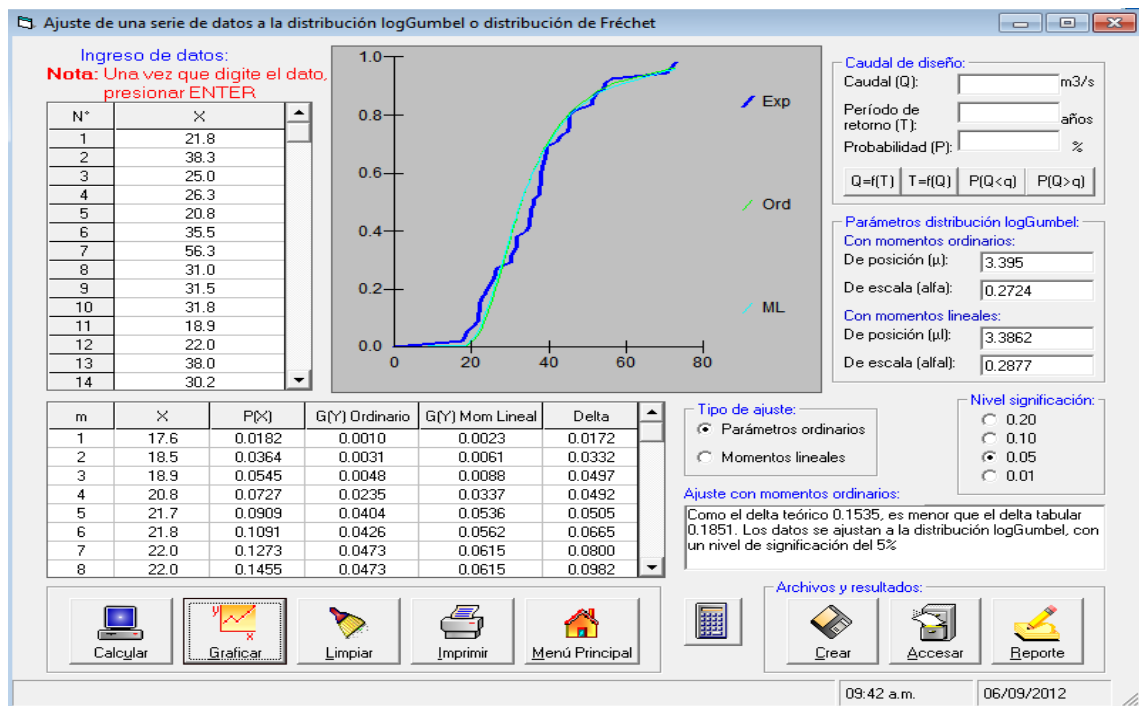 Ajuste de una serie de datos a la distribución logGumbel o distribución de Fréchet
Ingreso de datos:
Nota: Una vez que digite el dato,
presionar ENTER
N° X
1 21.8
2 38.3
3 25.0
4 26.3
5 20.8
6 35.5
7 56.3
8 31.0
9 31.5
10 31.8
11 18.9
12 22.0
13 38.0
14 30.2
1.0
0.8
0.6
0.4
0.2
0.0
0 20 40 60 80
Exp
Ord
ML
Caudal de diseño:
Caudal (Q): m3/s
Período de
retorno (T): años
Probabilidad (P): %
Q=f(T) T=f(Q) P(Q<q) P(Q>q)
Parámetros distribución logGumbel:
Con momentos ordinarios:
De posición (μ): 3.395
De escala (alfa): 0.2724
Con momentos lineales:
De posición (μl): 3.3862
De escala (alfal): 0.2877
m X P(X) G(Y) Ordinario G(Y) Mom Lineal Delta
1 17.6 0.0182 0.0010 0.0023 0.0172
2 18.5 0.0364 0.0031 0.0061 0.0332
3 18.9 0.0545 0.0048 0.0088 0.0497
4 20.8 0.0727 0.0235 0.0337 0.0492
5 21.7 0.0909 0.0404 0.0536 0.0505
6 21.8 0.1091 0.0426 0.0562 0.0665
7 22.0 0.1273 0.0473 0.0615 0.0800
8 22.0 0.1455 0.0473 0.0615 0.0982
Tipo de ajuste:
Parámetros ordinarios
Momentos lineales
Nivel significación:
0.20
0.10
0.05
0.01
Ajuste con momentos ordinarios:
Como el delta teórico 0.1535, es menor que el delta tabular
0.1851. Los datos se ajustan a la distribución logGumbel, con
un nivel de significación del 5%
Calcular Graficar Limpiar Imprimir Menú Principal
y x
Archivos y resultados:
Crear Accesar Reporte
09:42 a.m. 06/09/2012